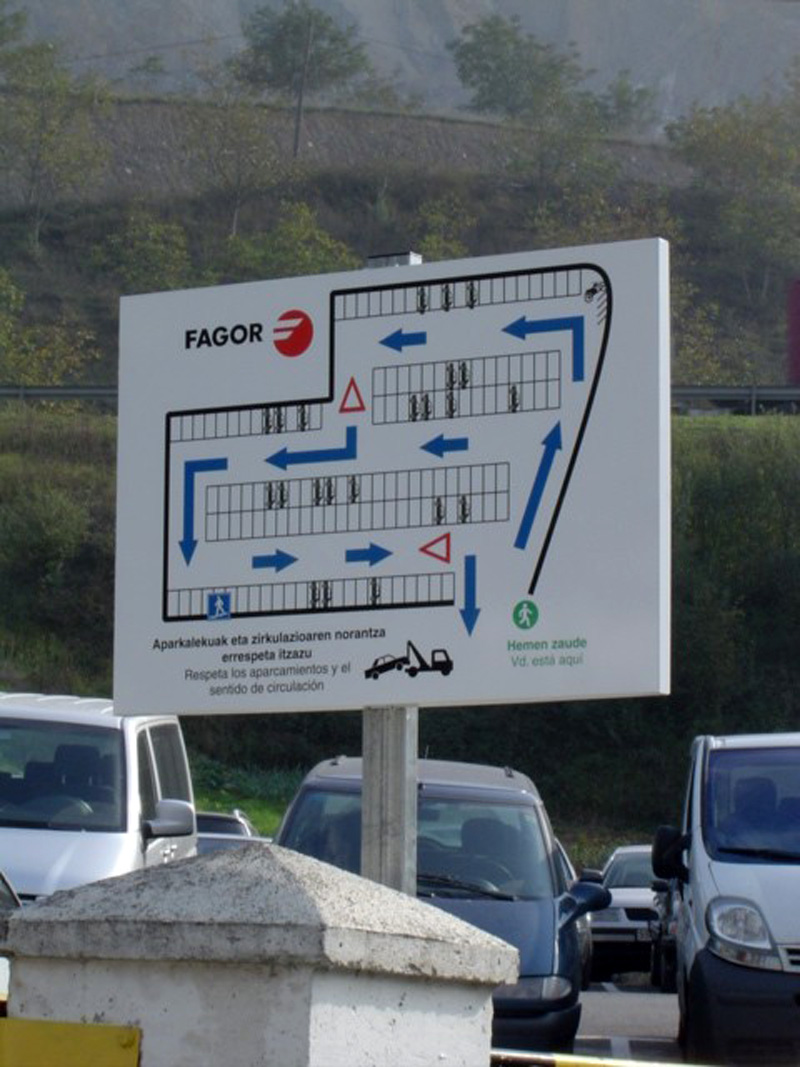 FAGOR
Aparkalekuak eta zirkulazioaren norantza
errespeta itzazu
Respeta los aparcamientos y el
sentido de circulación
Hemen zaude
Vd. está aquí